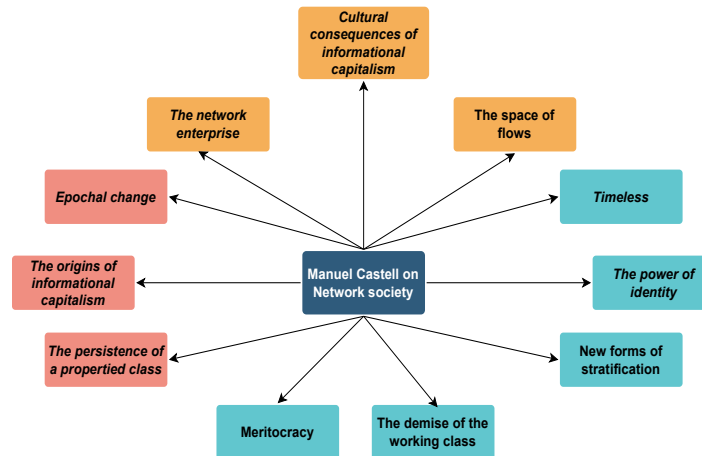 Cultural
consequences of
informational
capitalism
The network
enterprise
The space of
flows
Epochal change
Timeless
The origins of
informational
capitalism
Manuel Castell on
Network society
The power of
identity
The persistence of
a propertied class
New forms of
stratification
Meritocracy
The demise of the
working class